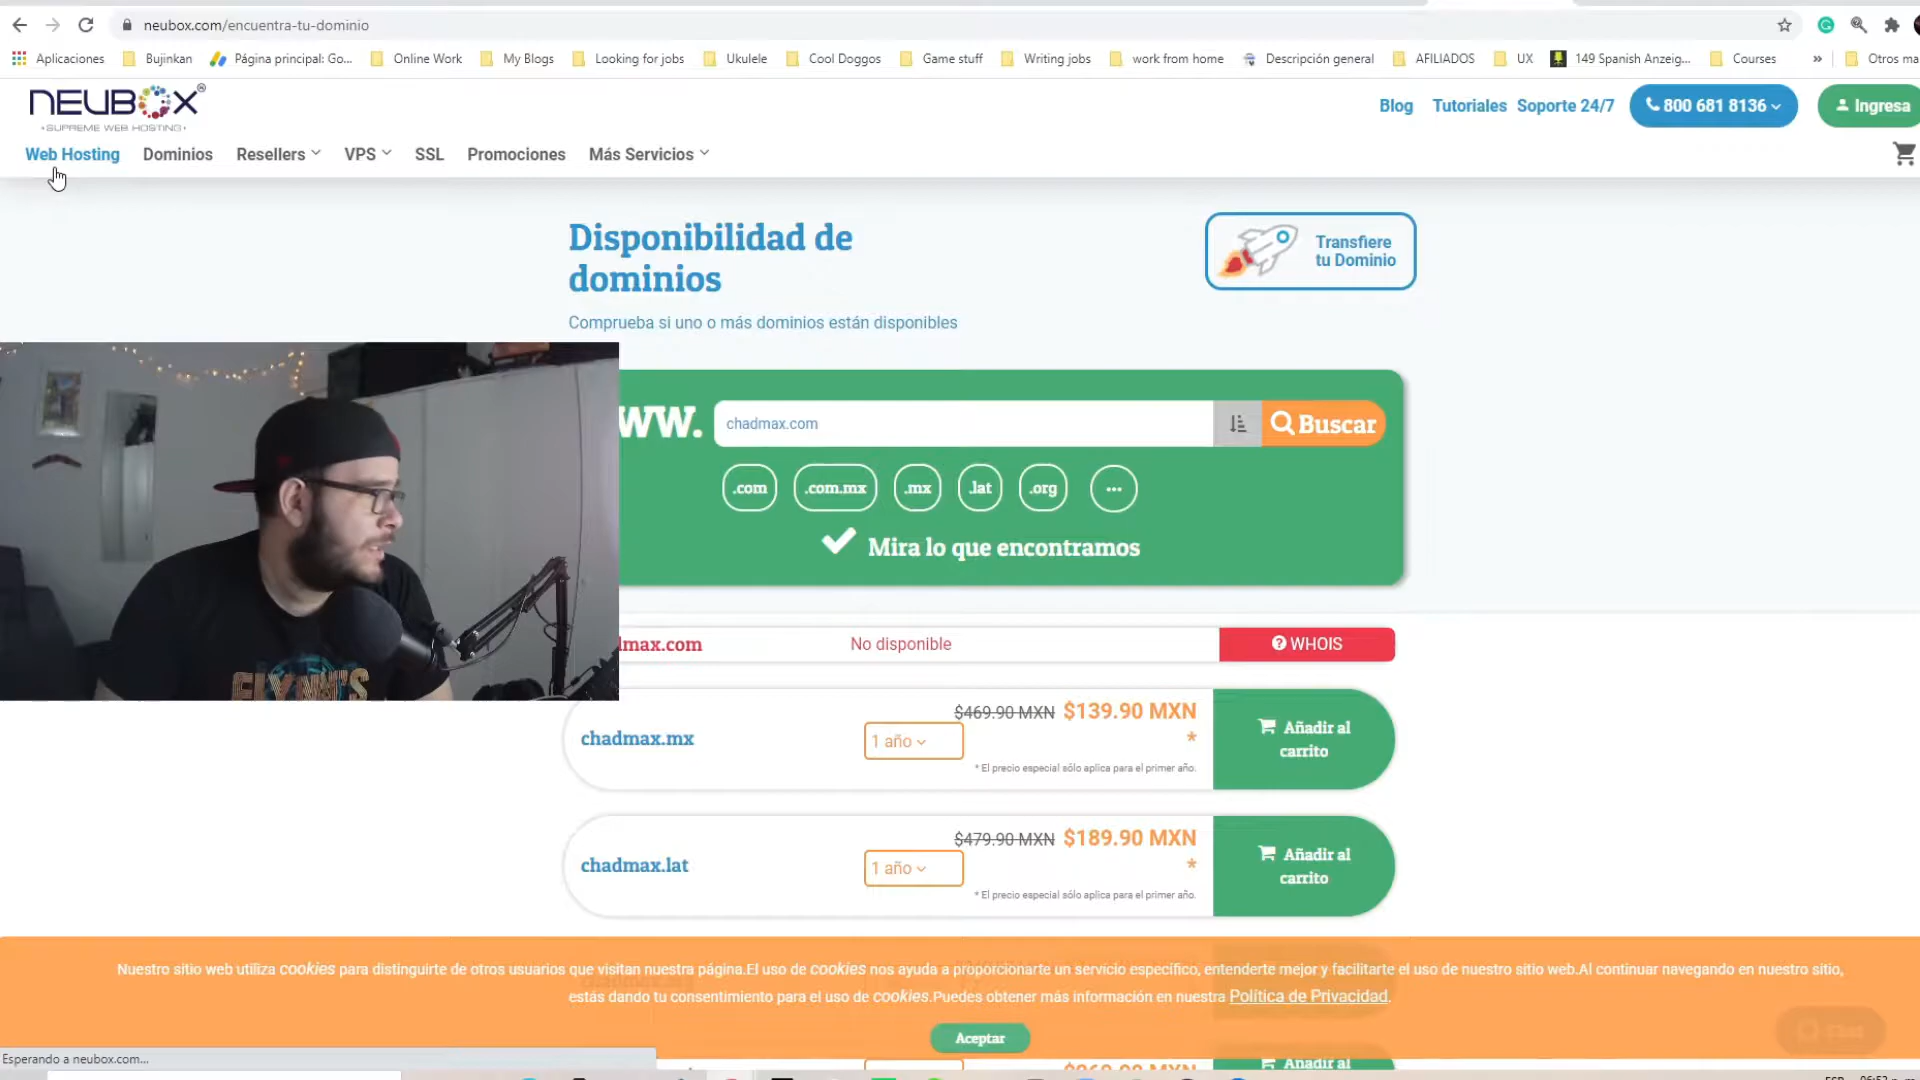 neubox.com/encuentra-tu-dominio
Aplicaciones Bujinkan Página principal: Go... Online Work My Blogs Looking for jobs Ukulele Cool Doggos Game stuff Writing jobs work from home Descripción general AFILIADOS UX 149 Spanish Anzeig... Courses » Otros ma
NEUBOX®
SUPREME WEB HOSTING
Blog Tutoriales Soporte 24/7 800 681 8136 Ingresa
Web Hosting Dominios Resellers VPS SSL Promociones Más Servicios
Disponibilidad de
dominios
Transfiere
tu Dominio
Comprueba si uno o más dominios están disponibles
WW. chadmax.com Buscar
.com .com.mx .mx .lat .org ...
Mira lo que encontramos
dmax.com No disponible WHOIS
$469.90 MXN $139.90 MXN
chadmax.mx 1 año *
Añadir al
carrito
* El precio especial sólo aplica para el primer año.
$479.90 MXN $189.90 MXN
chadmax.lat 1 año *
Añadir al
carrito
* El precio especial sólo aplica para el primer año.
Nuestro sitio web utiliza cookies para distinguirte de otros usuarios que visitan nuestra página.El uso de cookies nos ayuda a proporcionarte un servicio específico, entenderte mejor y facilitarte el uso de nuestro sitio web.Al continuar navegando en nuestro sitio,
estás dando tu consentimiento para el uso de cookies.Puedes obtener más información en nuestra Política de Privacidad.
Aceptar
Chat
Esperando a neubox.com...
Añadir al